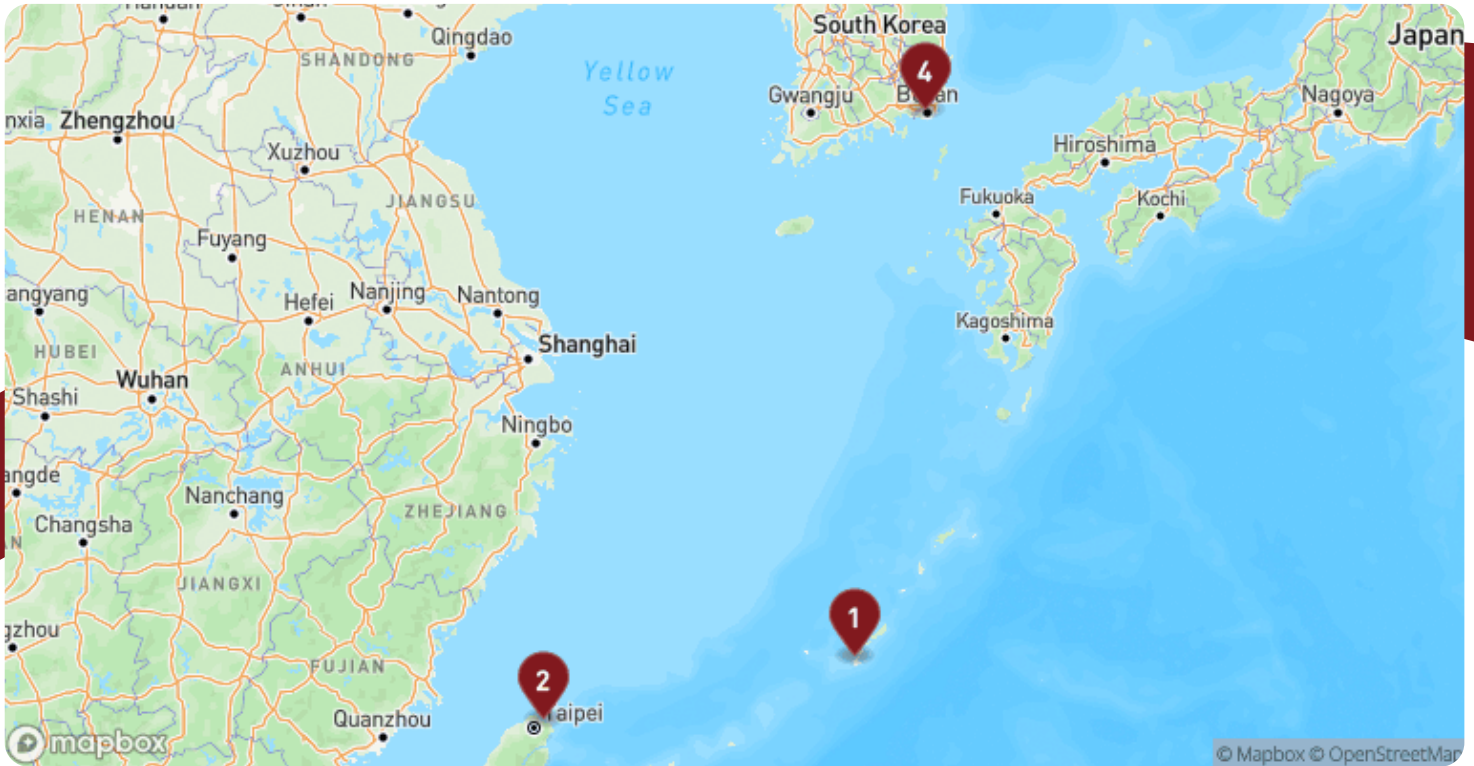 South Korea
Japan
Qingdao
SHANDONG
Yellow
Sea
4
Gwangju
Nagoya
Zhengzhou
Hiroshima
Xuzhou
JIANGSU
Fukuoka
Kochi
HENAN
Fuyang
Hefei
Nanjing
Nantong
angyang
Kagoshima
HUBEI
Shanghai
ANHUI
Wuhan
Shashi
Ningbo
angde
Nanchang
ZHEJIANG
Changsha
JIANGXI
1
gzhou
FUJIAN
2
Taipei
Quanzhou
mapbox
© Mapbox © OpenStreetMap